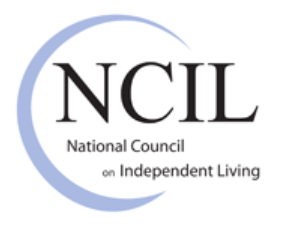 NCIL
National Council
on Independent Living